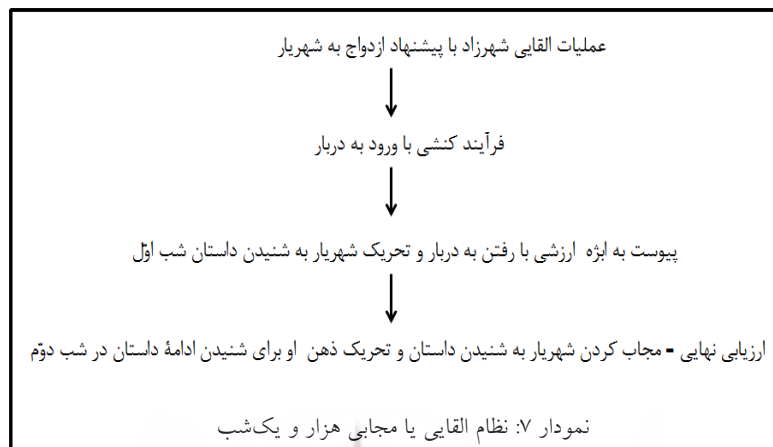 عملیات القایی شهرزاد با پیشنهاد ازدواج به شهریار
فرآیند کنشی با ورود به دربار
پیوست به ابژه ارزشی با رفتن به دربار و تحریک شهریار به شنیدن داستان شب اوّل
ارزیابی نهایی - مجاب کردن شهریار به شنیدن داستان و تحریک ذهن او برای شنیدن ادامۀ داستان در شب دوّم
نمودار ۷: نظام القایی یا مجابی هزار و یک‌شب